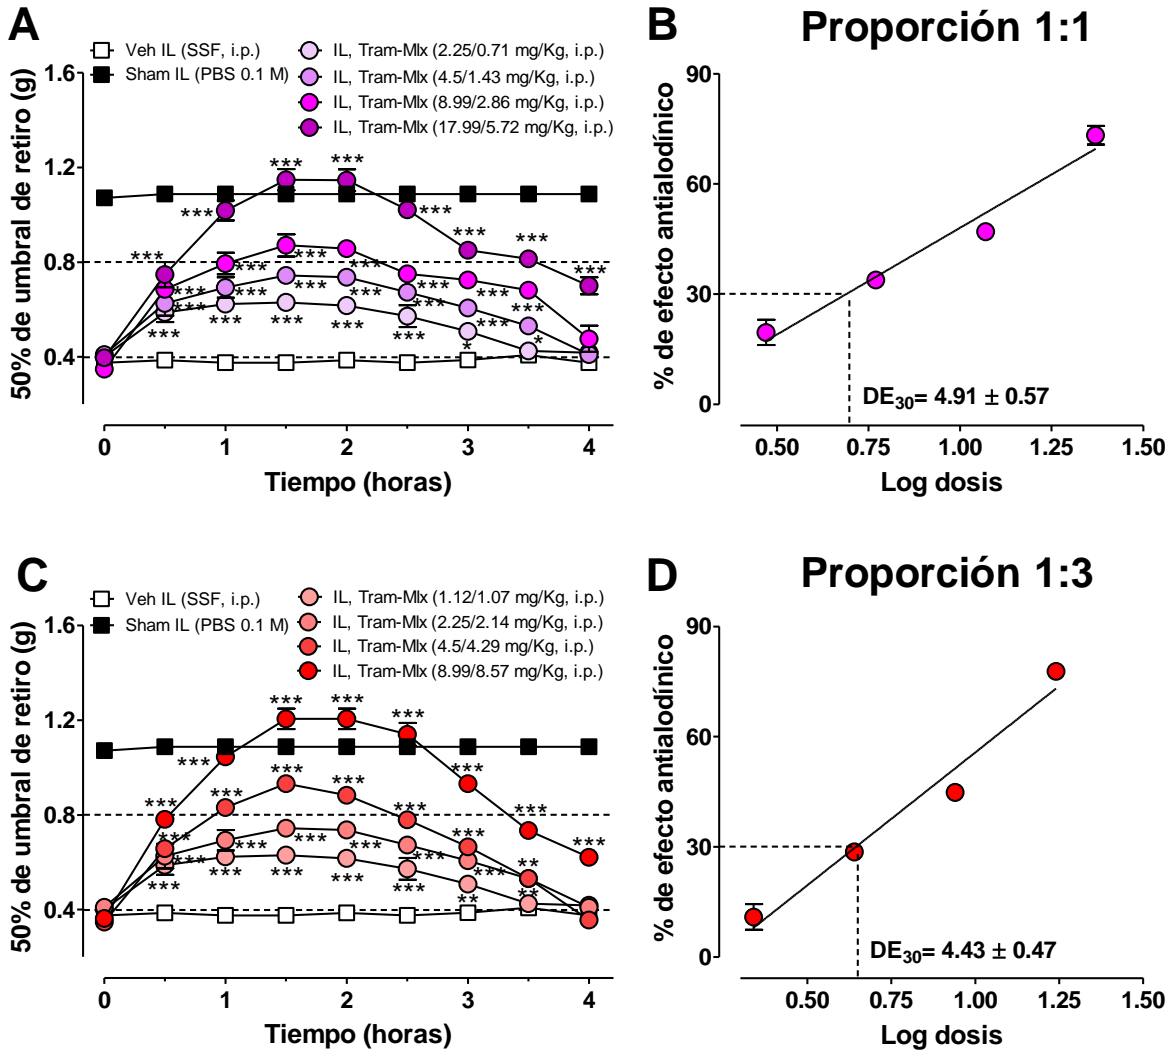 A
Veh IL (SSF, i.p.)
Sham IL (PBS 0.1 M)
IL, Tram-Mlx (2.25/0.71 mg/Kg, i.p.)
IL, Tram-Mlx (4.5/1.43 mg/Kg, i.p.)
IL, Tram-Mlx (8.99/2.86 mg/Kg, i.p.)
IL, Tram-Mlx (17.99/5.72 mg/Kg, i.p.)
50% de umbral de retiro (g)
1.6
1.2
0.8
0.4
0 1 2 3 4
Tiempo (horas)
B
Proporción 1:1
% de efecto antialodínico
90
60
30
0
DE30= 4.91 ± 0.57
0.50 0.75 1.00 1.25 1.50
Log dosis
C
Veh IL (SSF, i.p.)
Sham IL (PBS 0.1 M)
IL, Tram-Mlx (1.12/1.07 mg/Kg, i.p.)
IL, Tram-Mlx (2.25/2.14 mg/Kg, i.p.)
IL, Tram-Mlx (4.5/4.29 mg/Kg, i.p.)
IL, Tram-Mlx (8.99/8.57 mg/Kg, i.p.)
50% de umbral de retiro (g)
1.6
1.2
0.8
0.4
0 1 2 3 4
Tiempo (horas)
D
Proporción 1:3
% de efecto antialodínico
90
60
30
0
DE30= 4.43 ± 0.47
0.50 0.75 1.00 1.25 1.50
Log dosis